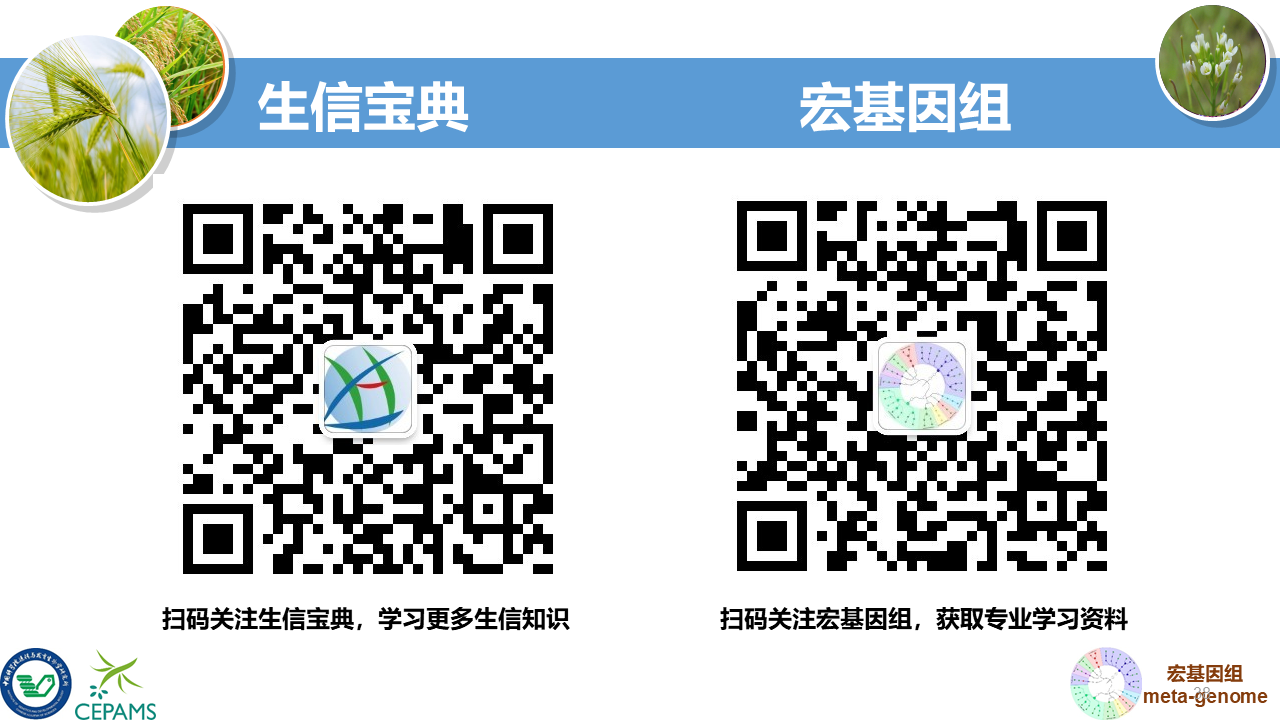 生信宝典
宏基因组
扫码关注生信宝典，学习更多生信知识
扫码关注宏基因组，获取专业学习资料
CEPAMS
宏基因组
meta-genome